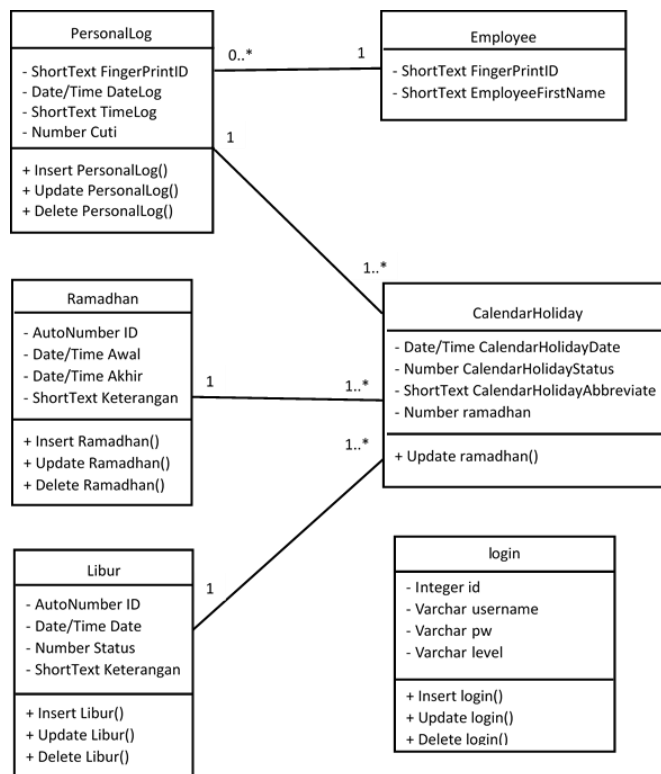 PersonalLog
- ShortText FingerPrintID
- Date/Time DateLog
- ShortText TimeLog
- Number Cuti
+ Insert PersonalLog()
+ Update PersonalLog()
+ Delete PersonalLog()
0..*
1
Employee
- ShortText FingerPrintID
- ShortText EmployeeFirstName
1
1..*
Ramadhan
- AutoNumber ID
- Date/Time Awal
- Date/Time Akhir
- ShortText Keterangan
+ Insert Ramadhan()
+ Update Ramadhan()
+ Delete Ramadhan()
1
1..*
CalendarHoliday
- Date/Time CalendarHolidayDate
- Number CalendarHolidayStatus
- ShortText CalendarHolidayAbbreviate
- Number ramadhan
+ Update ramadhan()
1..*
1
Libur
- AutoNumber ID
- Date/Time Date
- Number Status
- ShortText Keterangan
+ Insert Libur()
+ Update Libur()
+ Delete Libur()
login
- Integer id
- Varchar username
- Varchar pw
- Varchar level
+ Insert login()
+ Update login()
+ Delete login()